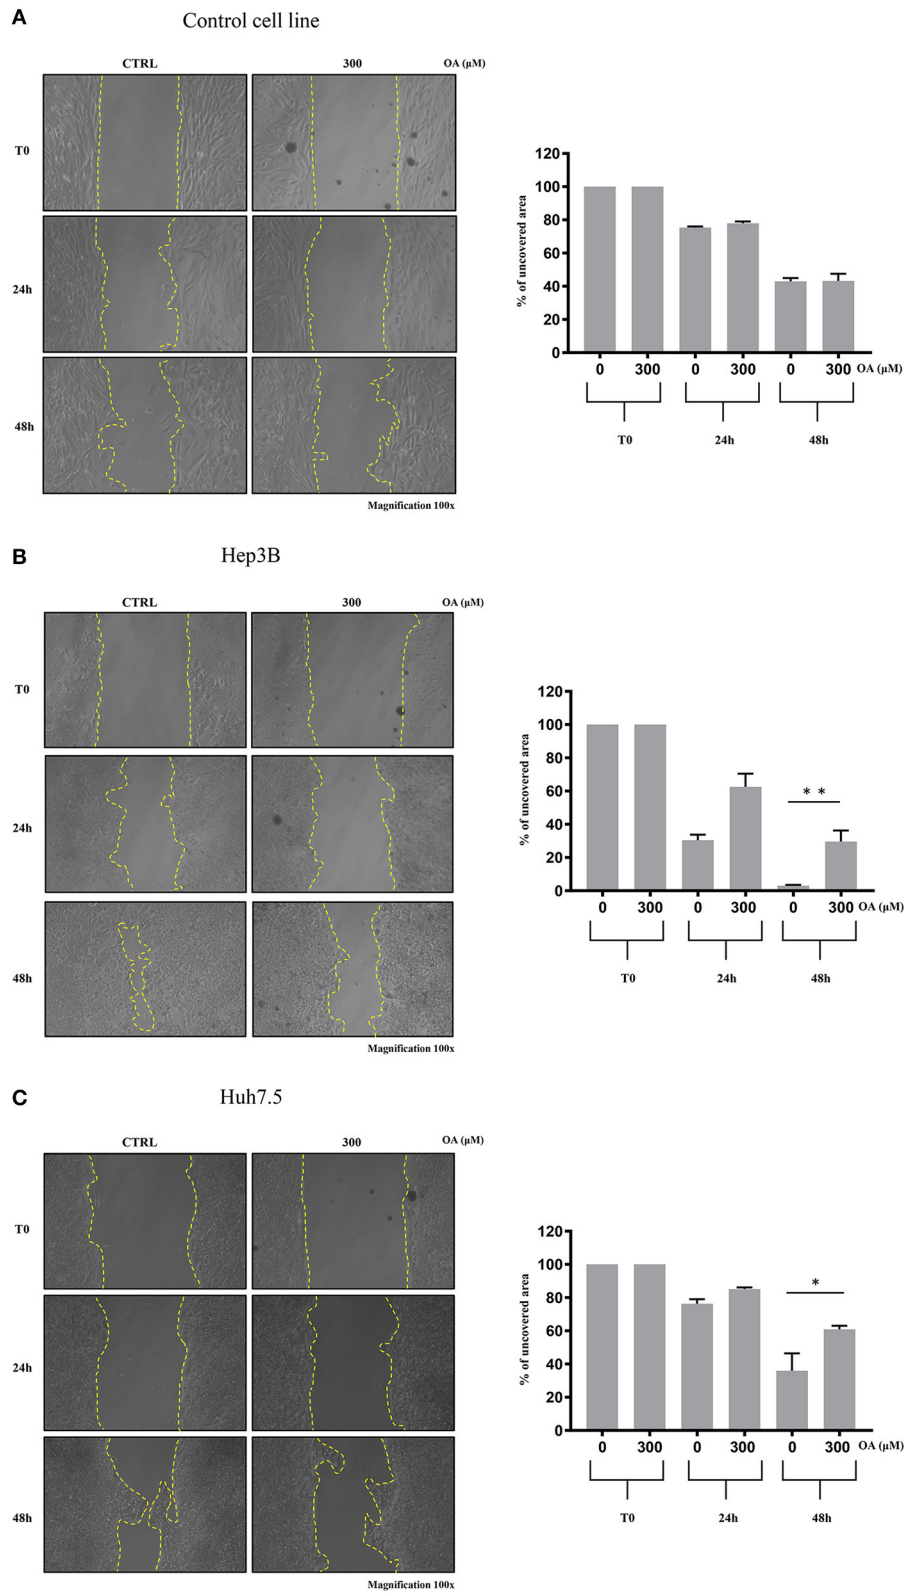 A
Control cell line
CTRL 300 OA (µM)
T0
24h
48h
Magnification 100x
% of uncovered area
120
100
80
60
40
20
0
0 300 0 300 0 300 OA (µM)
T0 24h 48h
B
Hep3B
CTRL 300 OA (µM)
T0
24h
48h
Magnification 100x
% of uncovered area
120
100
80
60
40
20
0
* *
0 300 0 300 0 300 OA (µM)
T0 24h 48h
C
Huh7.5
CTRL 300 OA (µM)
T0
24h
48h
Magnification 100x
% of uncovered area
120
100
80
60
40
20
0
*
0 300 0 300 0 300 OA (µM)
T0 24h 48h